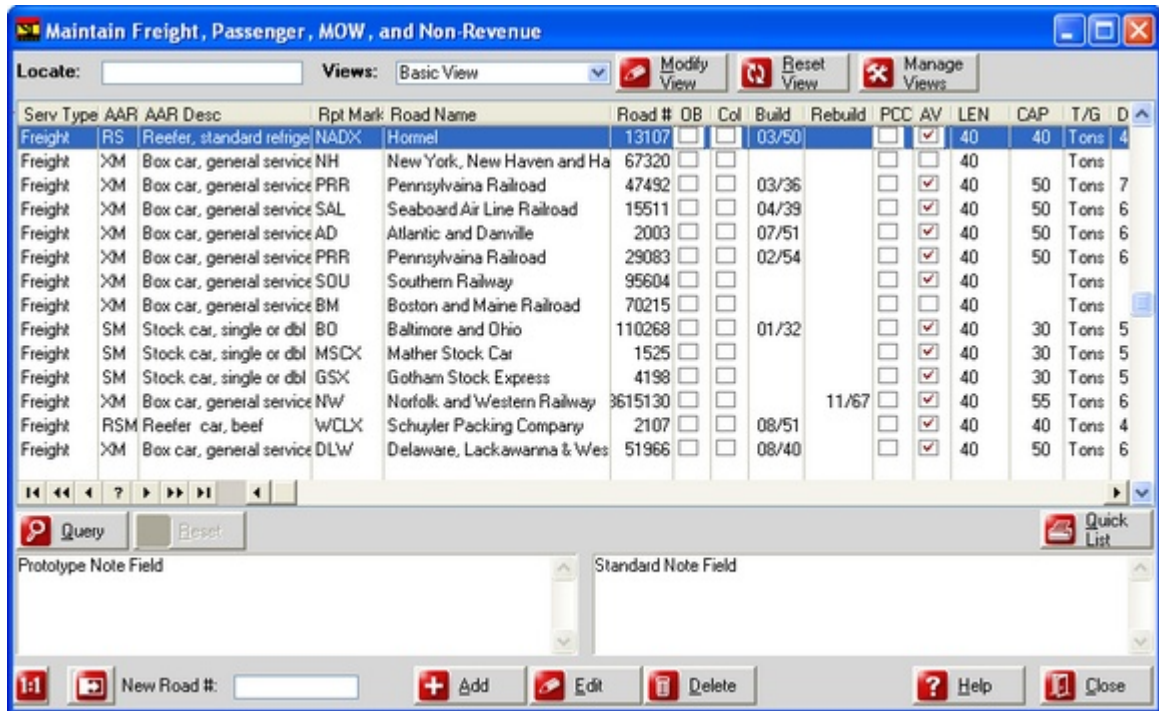 Maintain Freight, Passenger, MOW, and Non-Revenue
Locate: Views: Basic View Modify View Reset View Manage Views
Serv Type AAR AAR Desc Rpt Mark Road Name Road # OB Col Build Rebuild PCC AV LEN CAP T/G D
Freight RS Reefer, standard refrige NADX Hormel 13107 03/50 40 40 Tons 4
Freight XM Box car, general service NH New York, New Haven and Ha 67320 40 Tons
Freight XM Box car, general service PRR Pennsylvaina Railroad 47492 03/36 40 50 Tons 7
Freight XM Box car, general service SAL Seaboard Air Line Railroad 15511 04/39 40 50 Tons 6
Freight XM Box car, general service AD Atlantic and Danville 2003 07/51 40 50 Tons 6
Freight XM Box car, general service PRR Pennsylvaina Railroad 29083 02/54 40 50 Tons 6
Freight XM Box car, general service SOU Southern Railway 95604 40 Tons
Freight XM Box car, general service BM Boston and Maine Railroad 70215 40 Tons
Freight SM Stock car, single or dbl BO Baltimore and Ohio 110268 01/32 40 30 Tons 5
Freight SM Stock car, single or dbl MSCX Mather Stock Car 1525 40 30 Tons 5
Freight SM Stock car, single or dbl GSX Gotham Stock Express 4198 40 30 Tons 5
Freight XM Box car, general service NW Norfolk and Western Railway 3615130 11/67 40 55 Tons 6
Freight RSM Reefer car, beef WCLX Schuyler Packing Company 2107 08/51 40 40 Tons 4
Freight XM Box car, general service DLW Delaware, Lackawanna & Wes 51966 08/40 40 50 Tons 6
?
Query Reset Quick List
Prototype Note Field Standard Note Field
1:1 New Road #: Add Edit Delete ? Help Close